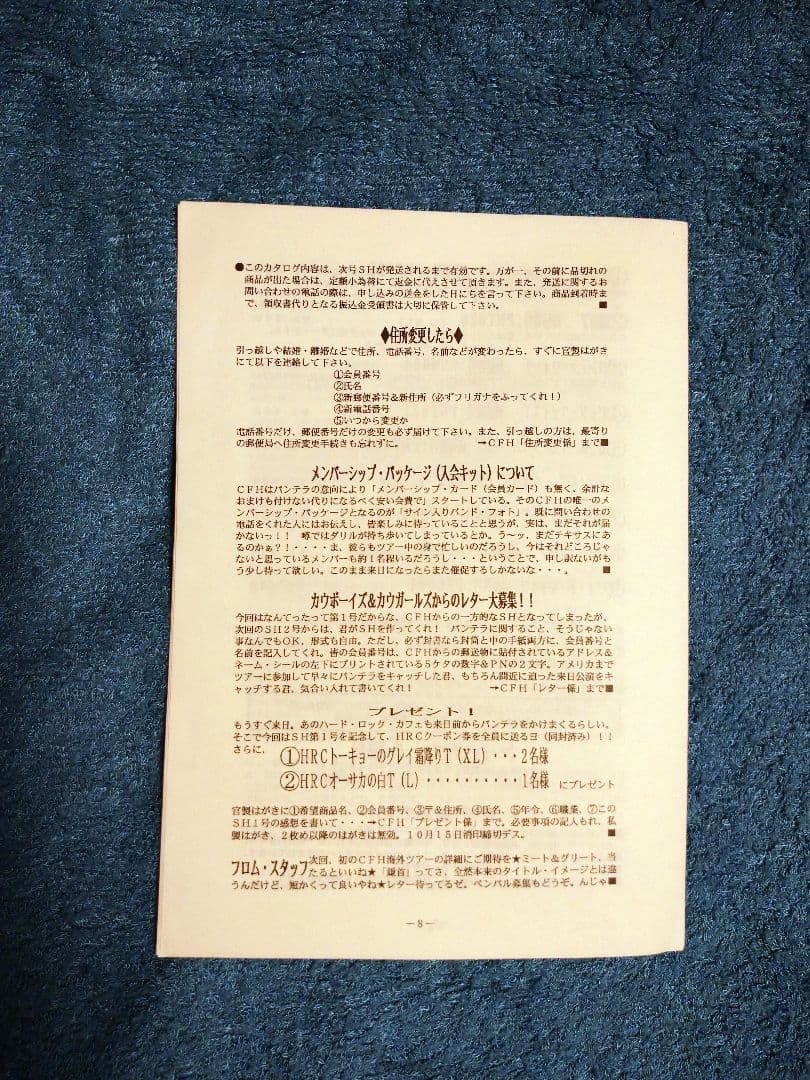 ●このカタログ内容は、次号SHが発送されるまで有効です。万が一、その前に品切れの
商品が出た場合は、定額小為替にて返金に代えさせて頂きます。また、発送に関するお
問い合わせの電話の際は、申し込みの送金をした日にちを言って下さい。商品到着時ま
で、領収書代りとなる振込金受領書は大切に保管して下さい。■
◆住所変更したら◆
引っ越しや結婚・離婚などで住所、電話番号、名前などが変わったら、すぐに官製はがき
にて以下を連絡して下さい。
①会員番号
②氏名
③新郵便番号&新住所（必ずフリガナをふってくれ！）
④新電話番号
⑤いつから変更か
電話番号だけ、郵便番号だけの変更も必ず届けて下さい。また、引っ越しの方は、最寄り
の郵便局へ住所変更手続きも忘れずに。→CFH「住所変更係」まで■
メンバーシップ・パッケージ（入会キット）について
CFHはパンテラの意向により「メンバーシップ・カード（会員カード）も無く、余計な
おまけも付けない代りになるべく安い会費で」スタートしている。そのCFHの唯一のメ
ンバーシップ・パッケージとなるのが「サイン入りバンド・フォト」。既に問い合わせの
電話をくれた人にはお伝えし、皆楽しみに待っていることと思うが、実は、まだそれが届
かないっ！！　噂ではダリルが持ち歩いてしまっているとか。う〜ッ、まだテキサスにあ
るのかぁ？！・・・・ま、彼らもツアー中の身で忙しいのだろうし、今はそれどころじゃ
ないと思っているメンバーも約１名程いるだろうし・・・ということで、申し訳ないがも
う少し待って欲しい。このまま来日になったらまた催促するしかないな・・・。■
カウボーイズ&カウガールズからのレター大募集！！
今回はなんてったって第１号だからな、CFHからの一方的なSHとなってしまったが、
次回のSH２号からは、君がSHを作ってくれ！　パンテラに関すること、そうじゃない
事なんでもOK、形式も自由。ただし、必ず封書なら封筒と中の手紙両方に、会員番号と
名前を記入してくれ。皆の会員番号は、CFHからの郵送物に貼付されているアドレス&
ネーム・シールの左下にプリントされている５ケタの数字&PNの２文字。アメリカまで
ツアーに参加して早々にパンテラをキャッチした君、もちろん間近に迫った来日公演をキ
ャッチする君、気合い入れて書いてくれ！→CFH「レター係」まで■
プレゼント！
もうすぐ来日。あのハード・ロック・カフェも来日前からパンテラをかけまくるらしい。
そこで今回はSH第１号を記念して、HRCクーポン券を全員に送るヨ（同封済み）！！
さらに、
①HRCトーキョーのグレイ霜降りT（XL）・・・２名様
②HRCオーサカの白T（L）・・・・・・・・・・１名様　にプレゼント
官製はがきに①希望商品名、②会員番号、③〒&住所、④氏名、⑤年令、⑥職業、⑦この
SH１号の感想を書いて・・・→CFH「プレゼント係」まで。必要事項の記入もれ、私
製はがき、２枚め以降のはがきは無効。１０月１５日消印締切デス。■
フロム・スタッフ 次回、初のCFH海外ツアーの詳細にご期待を★ミート&グリート、当
たるといいね★「鎌首」ってさ、全然本来のタイトル・イメージとは違
うんだけど、短かくって良いやね★レター待ってるゼ。ペンパル募集もどうぞ。んじゃ■
−8−